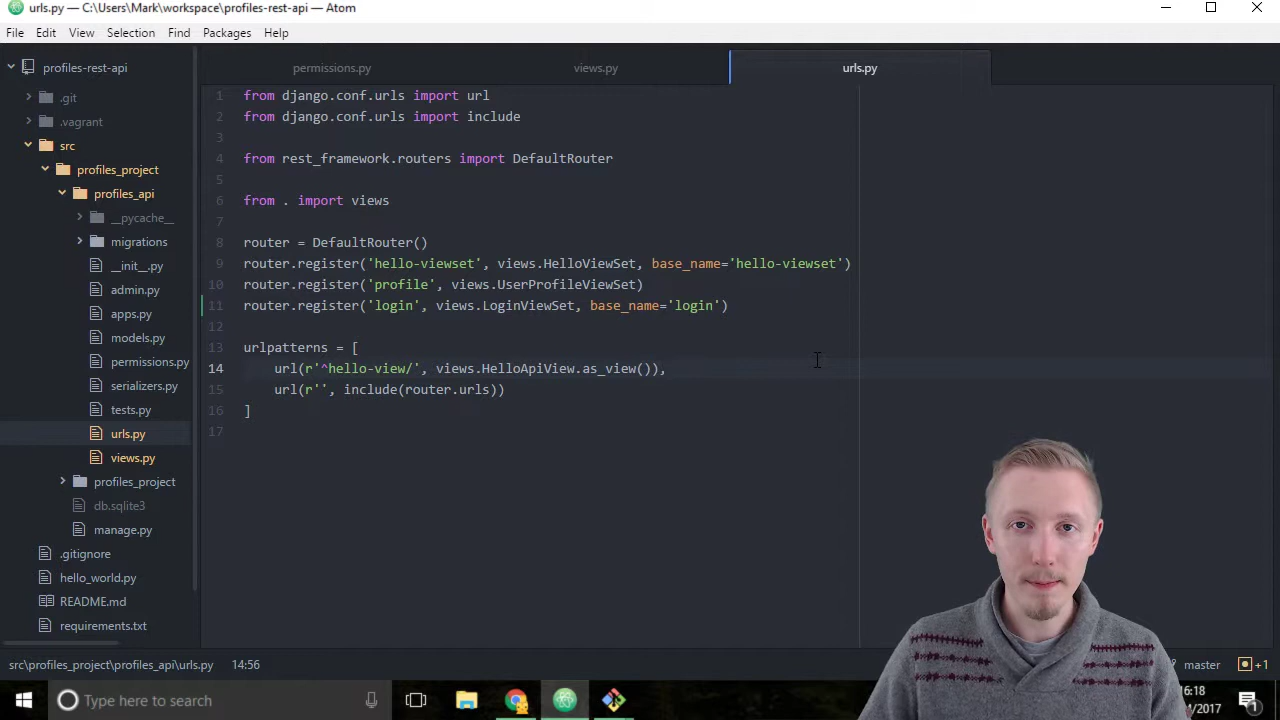 urls.py — C:\Users\Mark\workspace\profiles-rest-api — Atom
File Edit View Selection Find Packages Help
profiles-rest-api
.git
.vagrant
src
profiles_project
profiles_api
__pycache__
migrations
__init__.py
admin.py
apps.py
models.py
permissions.py
serializers.py
tests.py
urls.py
views.py
profiles_project
db.sqlite3
manage.py
.gitignore
hello_world.py
README.md
requirements.txt
permissions.py views.py urls.py
1 from django.conf.urls import url
2 from django.conf.urls import include
3
4 from rest_framework.routers import DefaultRouter
5
6 from . import views
7
8 router = DefaultRouter()
9 router.register('hello-viewset', views.HelloViewSet, base_name='hello-viewset')
10 router.register('profile', views.UserProfileViewSet)
11 router.register('login', views.LoginViewSet, base_name='login')
12
13 urlpatterns = [
14 url(r'^hello-view/', views.HelloApiView.as_view()),
15 url(r'', include(router.urls))
16 ]
17
src\profiles_project\profiles_api\urls.py 14:56 master +1
Type here to search
16:18
/2017
1